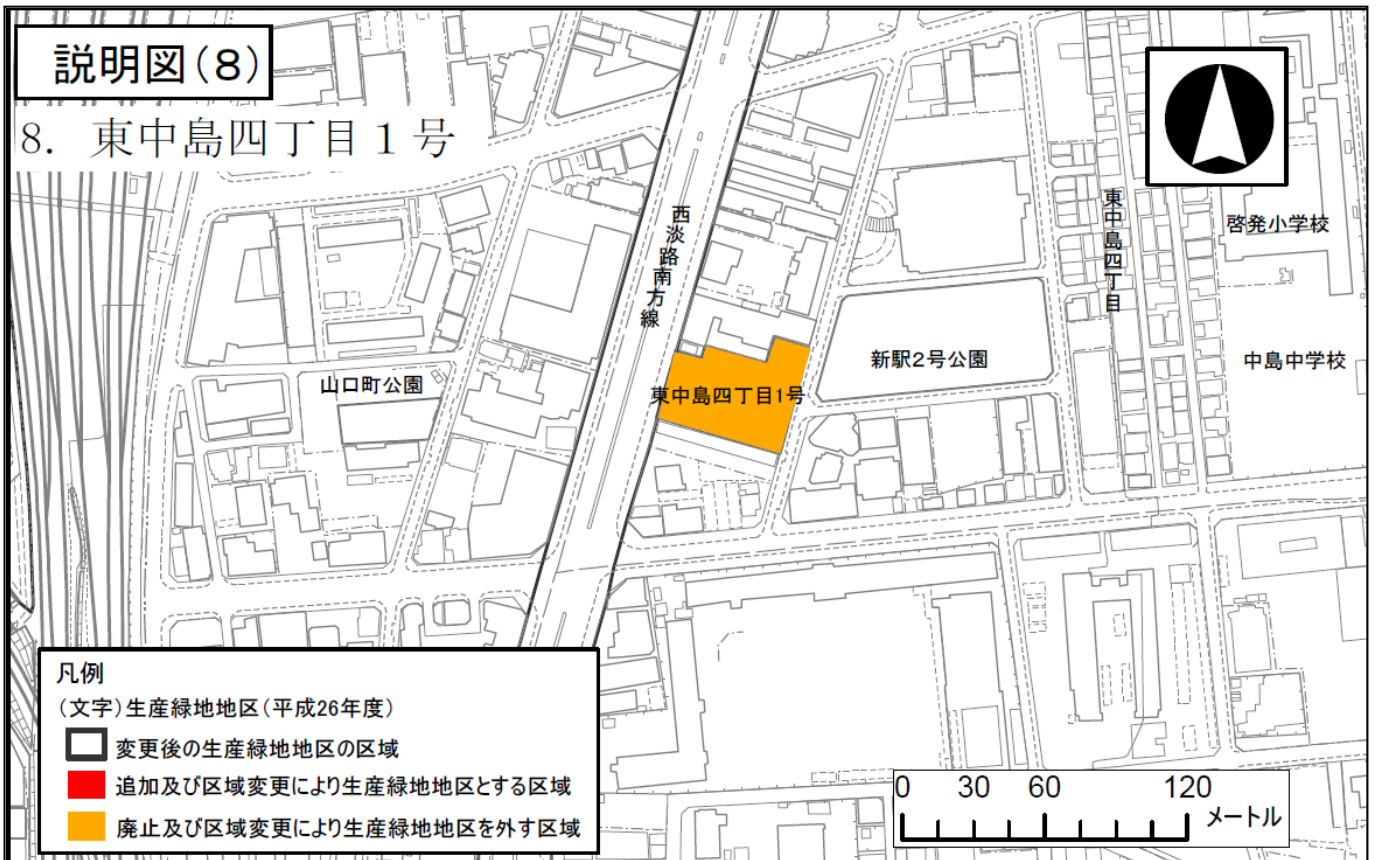 説明図(8)
8. 東中島四丁目1号
西淡路南方線
東中島四丁目
啓発小学校
山口町公園
新駅2号公園
中島中学校
東中島四丁目1号
凡例
(文字)生産緑地地区(平成26年度)
変更後の生産緑地地区の区域
追加及び区域変更により生産緑地地区とする区域
廃止及び区域変更により生産緑地地区を外す区域
0 30 60 120
メートル